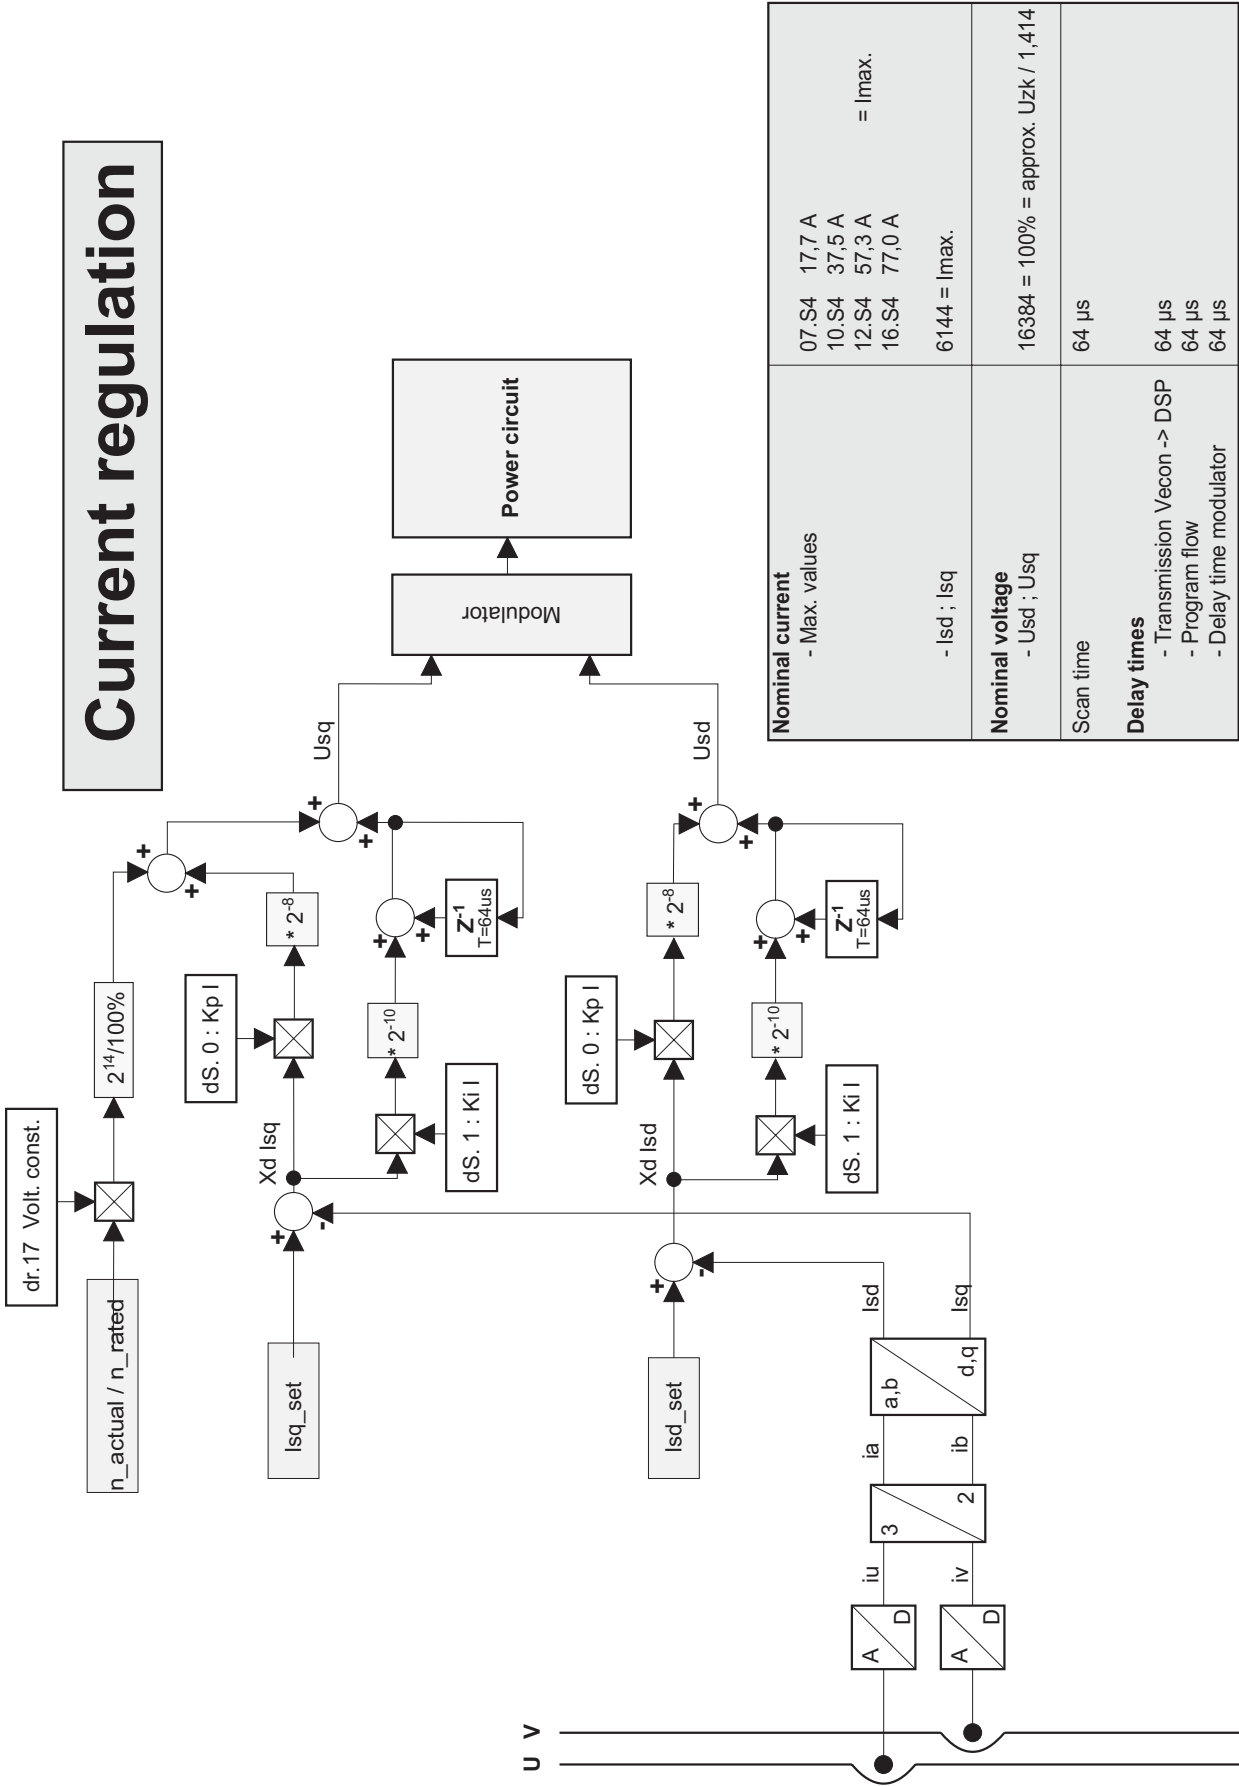 Current regulation
dr.17 Volt. const.
n_actual / n_rated
2¹⁴/100%
+
+
dS. 0 : Kp I
* 2⁻⁸
Isq_set
+
-
Xd Isq
+
+
Usq
* 2⁻¹⁰
+
+
dS. 1 : Ki I
Z⁻¹
T=64us
Modulator
Power circuit
dS. 0 : Kp I
* 2⁻⁸
Isd_set
+
-
Xd Isd
+
+
Usd
* 2⁻¹⁰
+
+
dS. 1 : Ki I
Z⁻¹
T=64us
U
V
A
D
iu
3
2
ia
a,b
d,q
Isd
A
D
iv
ib
Isq
Nominal current
- Max. values
07.S4 17,7 A
10.S4 37,5 A
12.S4 57,3 A = Imax.
16.S4 77,0 A
- Isd ; Isq 6144 = Imax.
Nominal voltage
- Usd ; Usq 16384 = 100% = approx. Uzk / 1,414
Scan time 64 µs
Delay times
- Transmission Vecon -> DSP 64 µs
- Program flow 64 µs
- Delay time modulator 64 µs